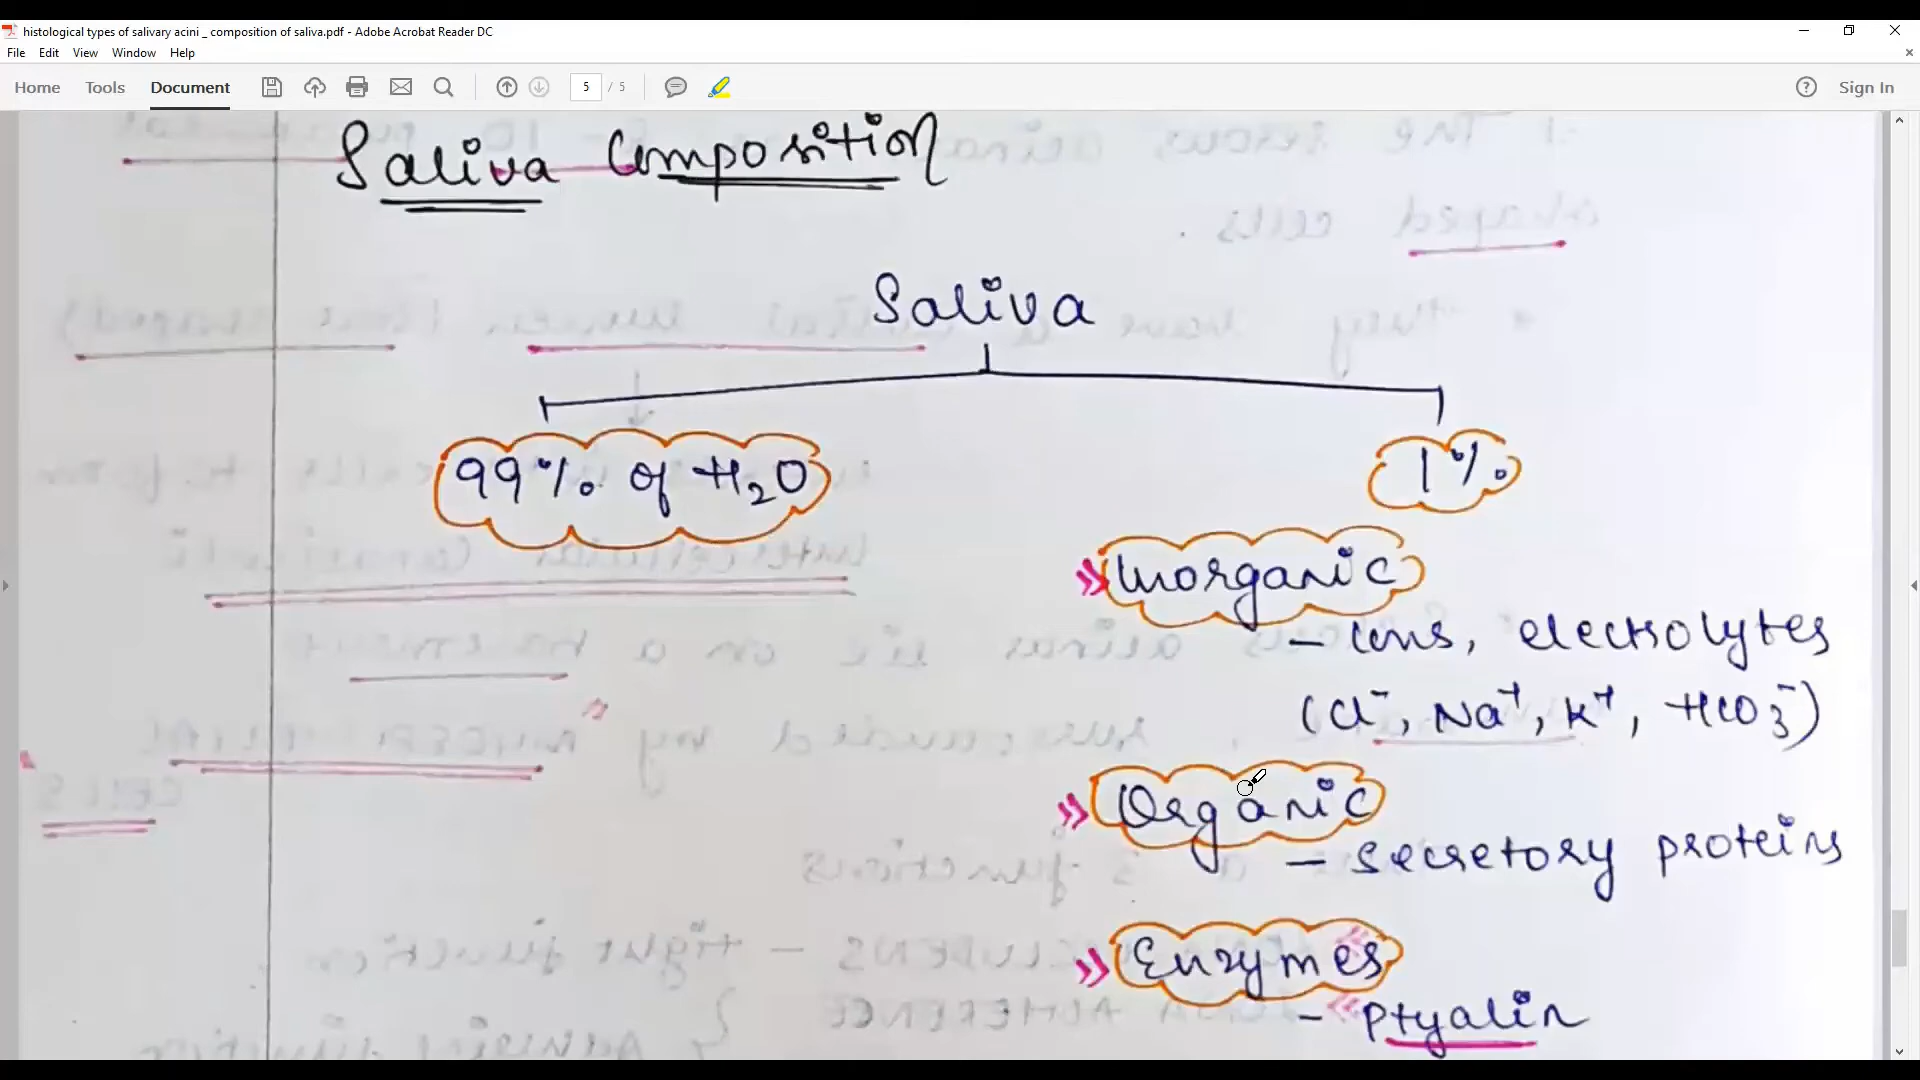 histological types of salivary acini _ composition of saliva.pdf - Adobe Acrobat Reader DC
File Edit View Window Help
Home Tools Document 5 / 5 Sign In
Saliva Composition
Saliva
99% of H2O
1%
» Inorganic
- Ions, electrolytes
(Cl⁻, Na⁺, K⁺, HCO3⁻)
» Organic
- secretory proteins
» Enzymes
- Ptyalin